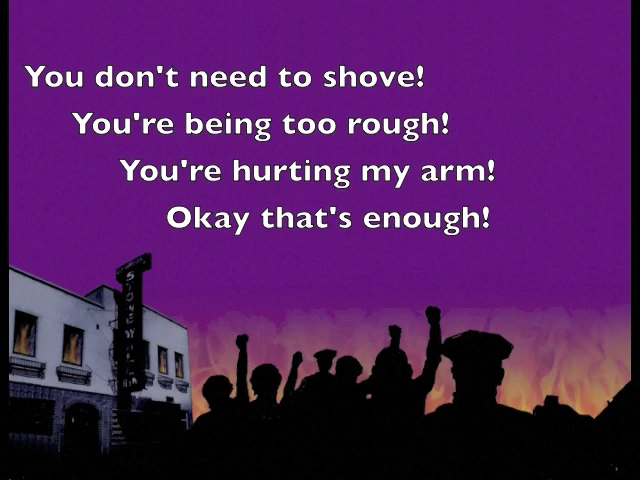 You don't need to shove!
You're being too rough!
You're hurting my arm!
Okay that's enough!
STONEWALL